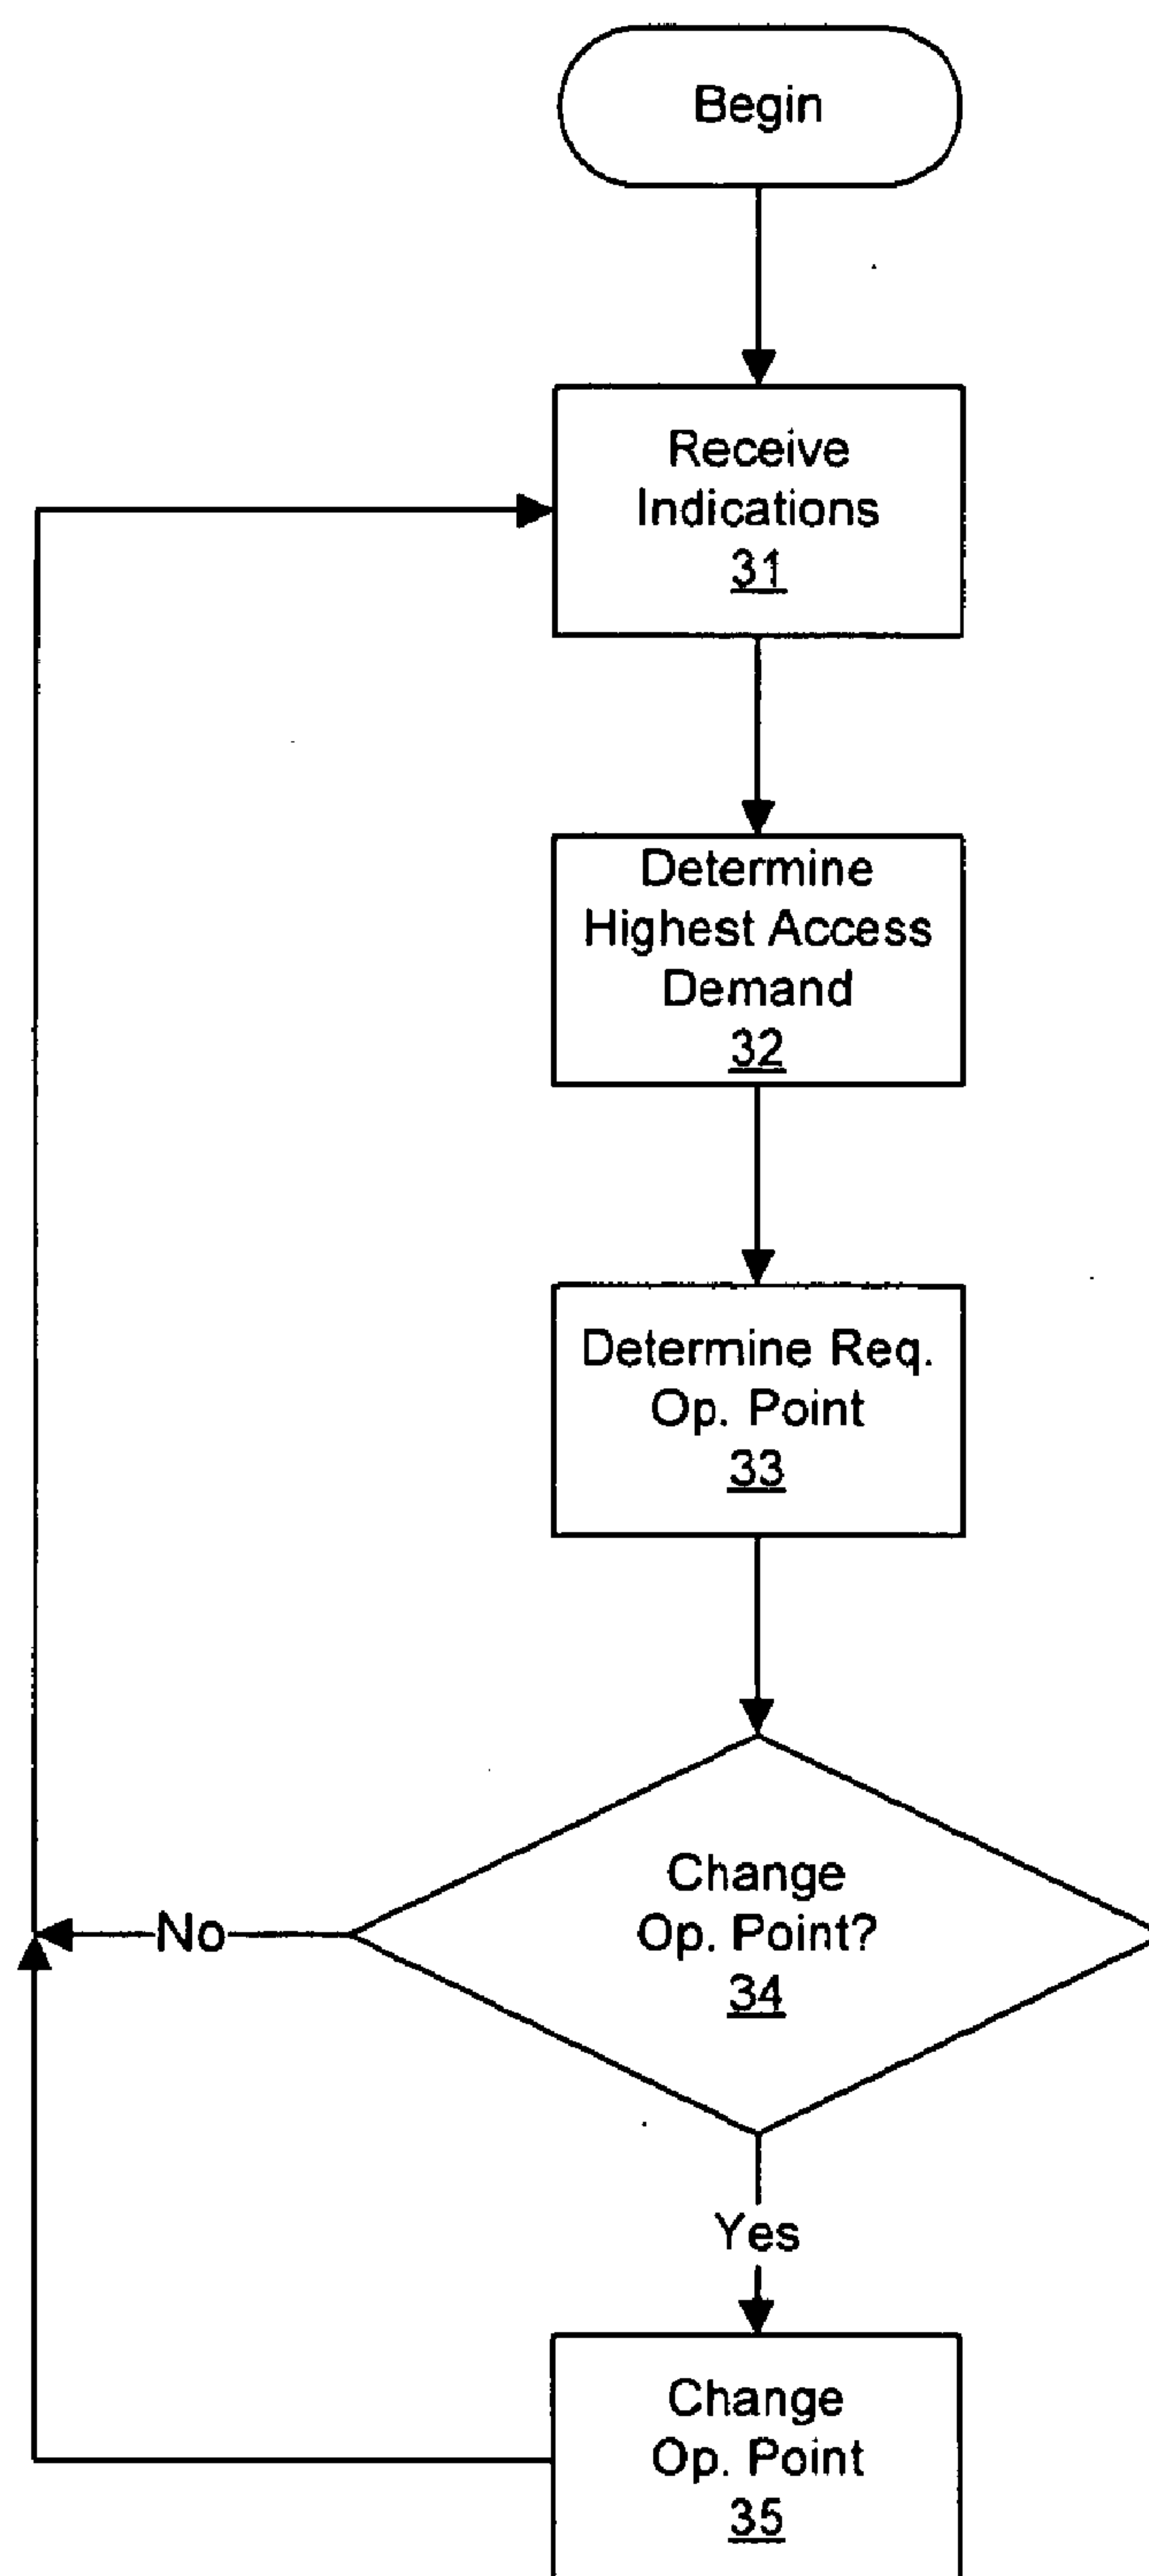 Begin
Receive
Indications
31
Determine
Highest Access
Demand
32
Determine Req.
Op. Point
33
Change
Op. Point?
34
No
Yes
Change
Op. Point
35